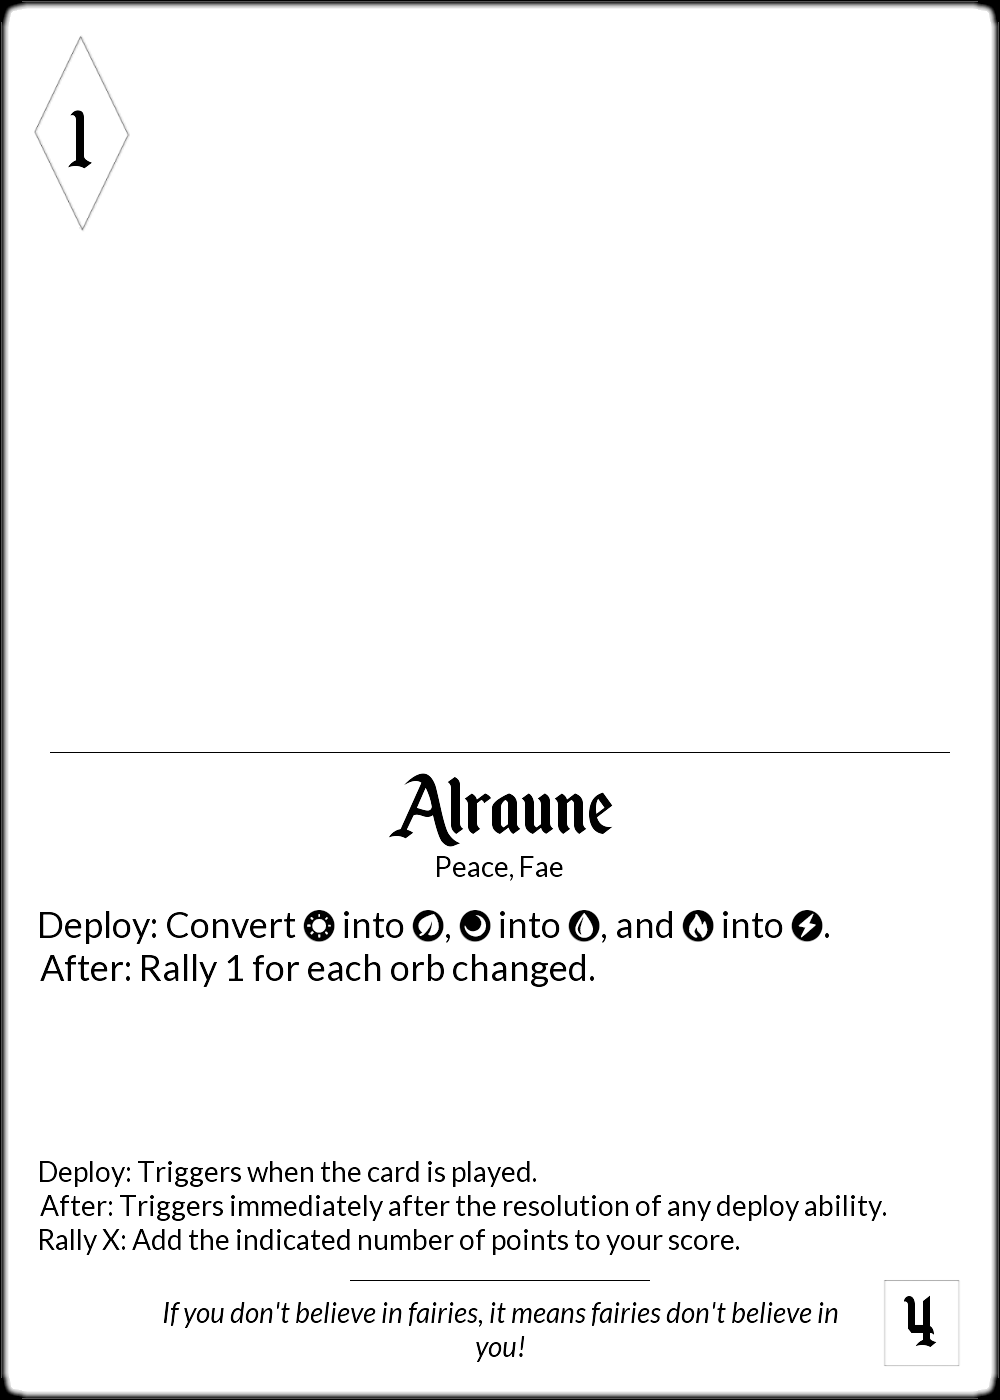 1
Alraune
Peace, Fae
Deploy: Convert into , into , and into .
After: Rally 1 for each orb changed.
Deploy: Triggers when the card is played.
After: Triggers immediately after the resolution of any deploy ability.
Rally X: Add the indicated number of points to your score.
If you don't believe in fairies, it means fairies don't believe in
you!
4